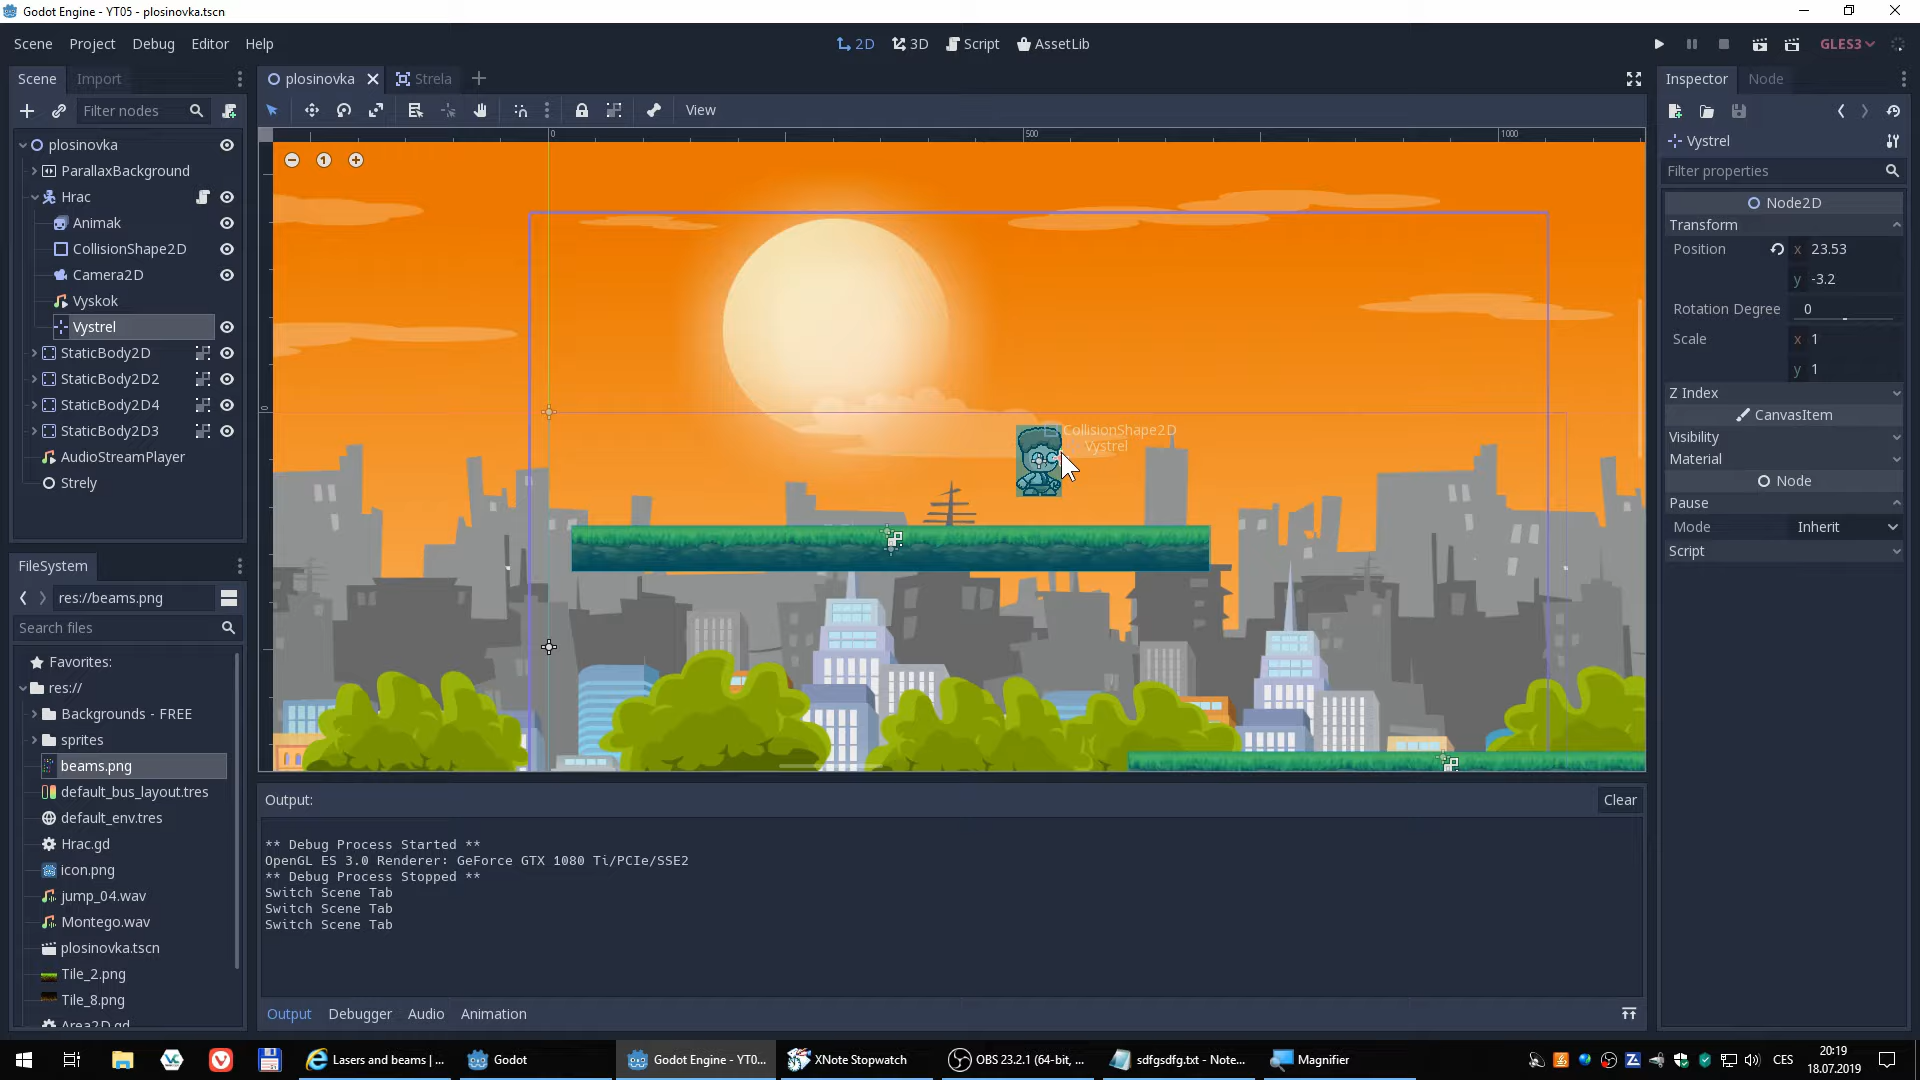 Godot Engine - YT05 - plosinovka.tscn
Scene Project Debug Editor Help
2D 3D Script AssetLib
GLES3
Scene Import
plosinovka Strela
Inspector Node
Filter nodes
View
plosinovka
ParallaxBackground
Hrac
Animak
CollisionShape2D
Camera2D
Vyskok
Vystrel
StaticBody2D
StaticBody2D2
StaticBody2D4
StaticBody2D3
AudioStreamPlayer
Strely
0 500 1000
1
0
CollisionShape2D
Vystrel
Vystrel
Filter properties
Node2D
Transform
Position x 23.53
y -3.2
Rotation Degree 0
Scale x 1
y 1
Z Index
CanvasItem
Visibility
Material
Node
Pause
Mode Inherit
Script
FileSystem
res://beams.png
Search files
Favorites:
res://
Backgrounds - FREE
sprites
beams.png
default_bus_layout.tres
default_env.tres
Hrac.gd
icon.png
jump_04.wav
Montego.wav
plosinovka.tscn
Tile_2.png
Tile_8.png
Area2D.gd
Output:
Clear
** Debug Process Started **
OpenGL ES 3.0 Renderer: GeForce GTX 1080 Ti/PCIe/SSE2
** Debug Process Stopped **
Switch Scene Tab
Switch Scene Tab
Switch Scene Tab
Output Debugger Audio Animation
Lasers and beams | ...
Godot
Godot Engine - YT0...
XNote Stopwatch
OBS 23.2.1 (64-bit, ...
sdfgsdfg.txt - Note...
Magnifier
CES
20:19
18.07.2019